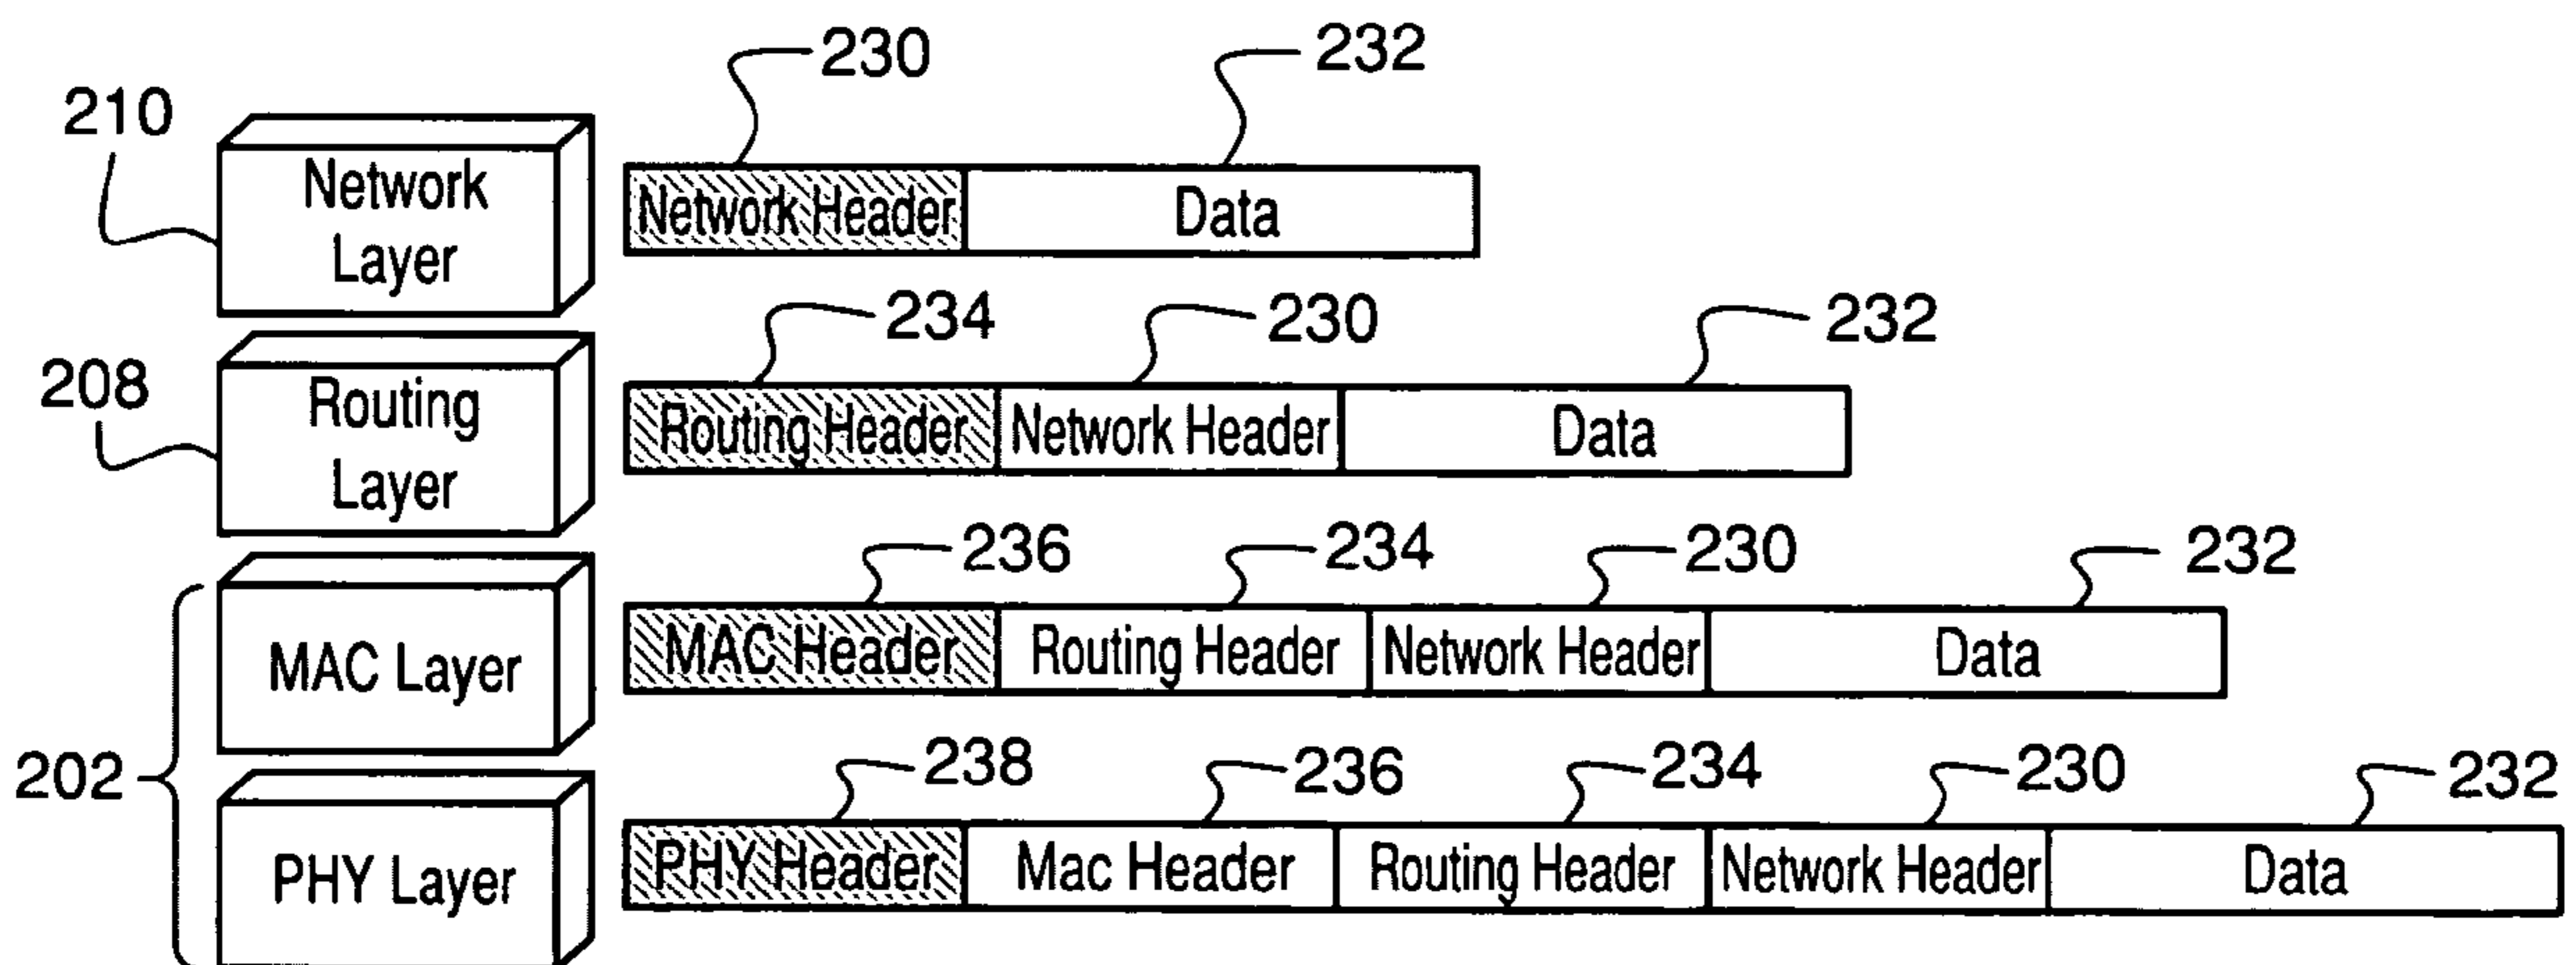 230 232
210
Network
Layer
Network Header Data
234 230 232
208
Routing
Layer
Routing Header Network Header Data
236 234 230 232
MAC Layer
MAC Header Routing Header Network Header Data
202
238 236 234 230 232
PHY Layer
PHY Header Mac Header Routing Header Network Header Data